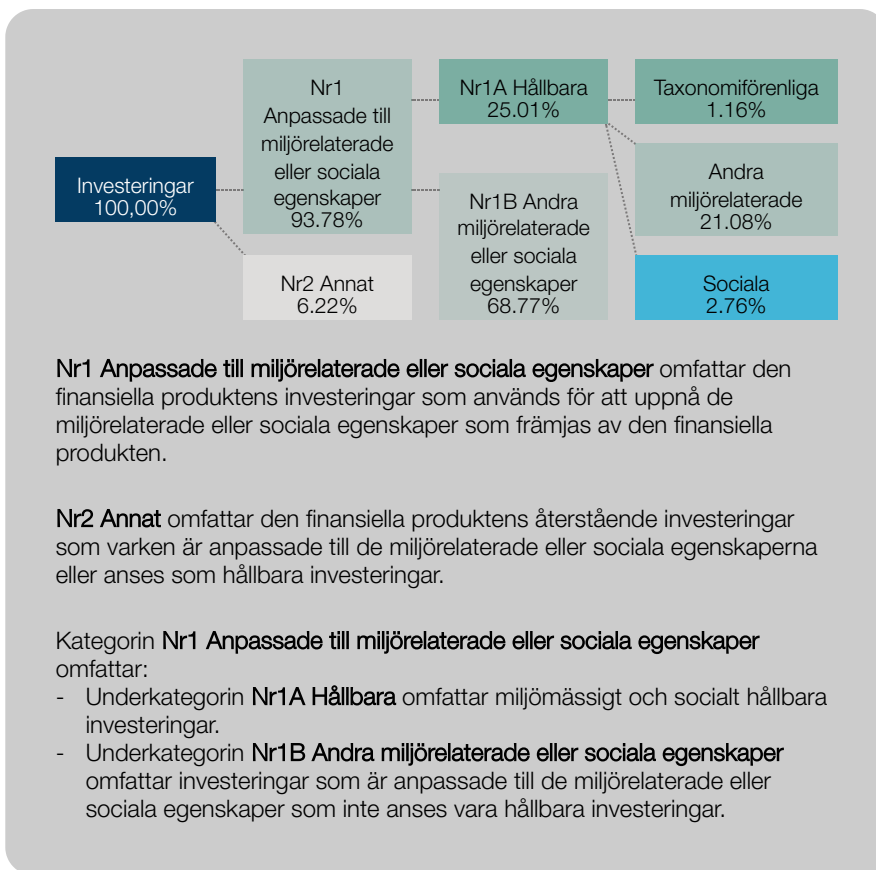 Investeringar
100,00%
Nr1
Anpassade till
miljörelaterade
eller sociala
egenskaper
93.78%
Nr2 Annat
6.22%
Nr1A Hållbara
25.01%
Nr1B Andra
miljörelaterade
eller sociala
egenskaper
68.77%
Taxonomiförenliga
1.16%
Andra
miljörelaterade
21.08%
Sociala
2.76%
Nr1 Anpassade till miljörelaterade eller sociala egenskaper omfattar den
finansiella produktens investeringar som används för att uppnå de
miljörelaterade eller sociala egenskaper som främjas av den finansiella
produkten.
Nr2 Annat omfattar den finansiella produktens återstående investeringar
som varken är anpassade till de miljörelaterade eller sociala egenskaperna
eller anses som hållbara investeringar.
Kategorin Nr1 Anpassade till miljörelaterade eller sociala egenskaper
omfattar:
- Underkategorin Nr1A Hållbara omfattar miljömässigt och socialt hållbara
investeringar.
- Underkategorin Nr1B Andra miljörelaterade eller sociala egenskaper
omfattar investeringar som är anpassade till de miljörelaterade eller
sociala egenskaper som inte anses vara hållbara investeringar.